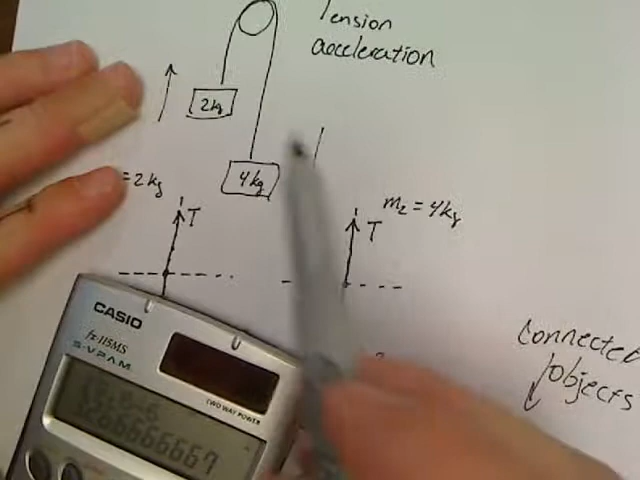 Tension
acceleration
2kg
4kg
= 2kg
T
m2 = 4kg
T
Connected
objects
CASIO
fx-115MS
S-V.P.A.M.
TWO WAY POWER